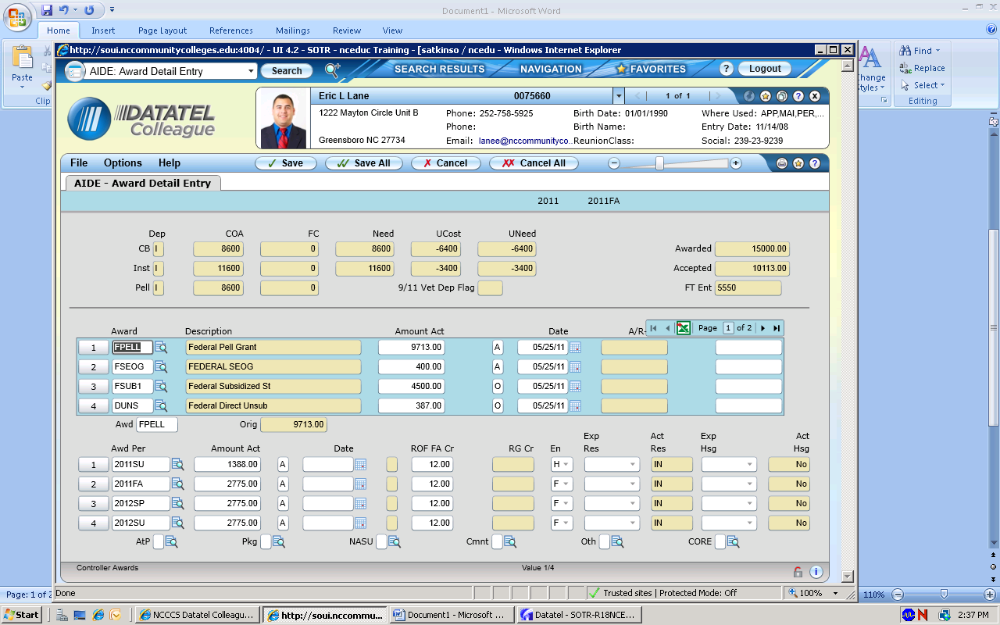 Document1 - Microsoft Word
Home Insert Page Layout References Mailings Review View
Paste
Clip
Change
Styles
Find
Replace
Select
Editing
http://soui.nccommunitycolleges.edu:4004/ - UI 4.2 - SOTR - nceduc Training - [satkinso / ncedu - Windows Internet Explorer
AIDE: Award Detail Entry Search SEARCH RESULTS NAVIGATION FAVORITES ? Logout
DATATEL
Colleague
Eric L Lane 0075660 1 of 1
1222 Mayton Circle Unit B Phone: 252-758-5925 Birth Date: 01/01/1990 Where Used: APP,MAI,PER,...
Phone: Birth Name: Entry Date: 11/14/08
Greensboro NC 27734 Email: lanee@nccommunityco.. ReunionClass: Social: 239-23-9239
File Options Help Save Save All Cancel Cancel All
AIDE - Award Detail Entry
2011 2011FA
Dep COA FC Need UCost UNeed
CB I 8600 0 8600 -6400 -6400 Awarded 15000.00
Inst I 11600 0 11600 -3400 -3400 Accepted 10113.00
Pell I 8600 0 9/11 Vet Dep Flag FT Ent 5550
Award Description Amount Act Date A/R- Page 1 of 2
1 FPELL Federal Pell Grant 9713.00 A 05/25/11
2 FSEOG FEDERAL SEOG 400.00 A 05/25/11
3 FSUB1 Federal Subsidized St 4500.00 O 05/25/11
4 DUNS Federal Direct Unsub 387.00 O 05/25/11
Awd FPELL Orig 9713.00
Exp Act Exp Act
Awd Per Amount Act Date ROF FA Cr RG Cr En Res Res Hsg Hsg
1 2011SU 1388.00 A 12.00 H IN No
2 2011FA 2775.00 A 12.00 F IN No
3 2012SP 2775.00 A 12.00 F IN No
4 2012SU 2775.00 A 12.00 F IN No
AtP Pkg NASU Cmnt Oth CORE
Controller Awards Value 1/4
Done Trusted sites | Protected Mode: Off 100%
Page: 1 of 2 110%
Start NCCCS Datatel Colleagu... http://soui.nccommu... Document1 - Microsoft ... Datatel - SOTR-R18NCE... 2:37 PM